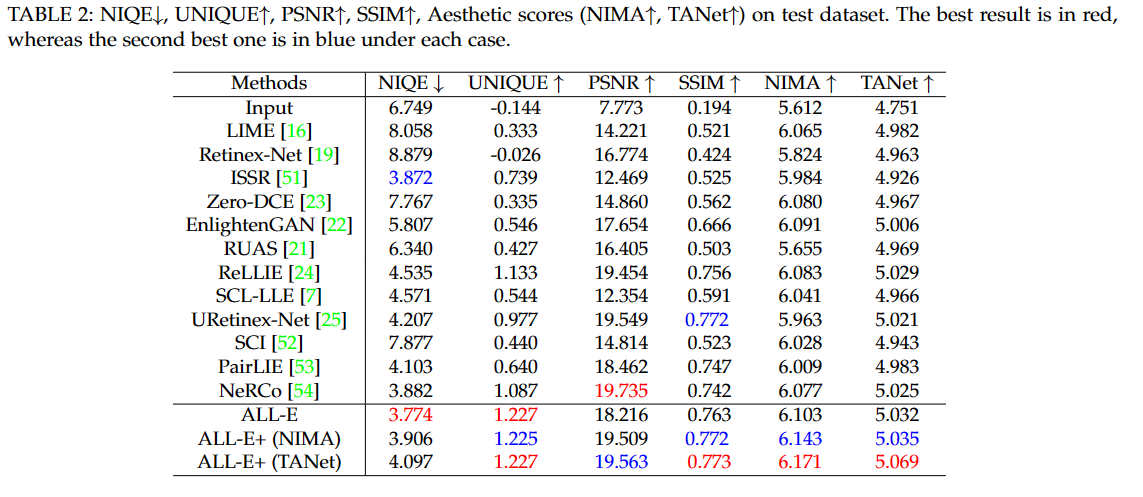 TABLE 2: NIQE↓, UNIQUE↑, PSNR↑, SSIM↑, Aesthetic scores (NIMA↑, TANet↑) on test dataset. The best result is in red,
whereas the second best one is in blue under each case.
Methods NIQE ↓ UNIQUE ↑ PSNR ↑ SSIM ↑ NIMA ↑ TANet ↑
Input 6.749 -0.144 7.773 0.194 5.612 4.751
LIME [16] 8.058 0.333 14.221 0.521 6.065 4.982
Retinex-Net [19] 8.879 -0.026 16.774 0.424 5.824 4.963
ISSR [51] 3.872 0.739 12.469 0.525 5.984 4.926
Zero-DCE [23] 7.767 0.335 14.860 0.562 6.080 4.967
EnlightenGAN [22] 5.807 0.546 17.654 0.666 6.091 5.006
RUAS [21] 6.340 0.427 16.405 0.503 5.655 4.969
ReLLIE [24] 4.535 1.133 19.454 0.756 6.083 5.029
SCL-LLE [7] 4.571 0.544 12.354 0.591 6.041 4.966
URetinex-Net [25] 4.207 0.977 19.549 0.772 5.963 5.021
SCI [52] 7.877 0.440 14.814 0.523 6.028 4.943
PairLIE [53] 4.103 0.640 18.462 0.747 6.009 4.983
NeRCo [54] 3.882 1.087 19.735 0.742 6.077 5.025
ALL-E 3.774 1.227 18.216 0.763 6.103 5.032
ALL-E+ (NIMA) 3.906 1.225 19.509 0.772 6.143 5.035
ALL-E+ (TANet) 4.097 1.227 19.563 0.773 6.171 5.069